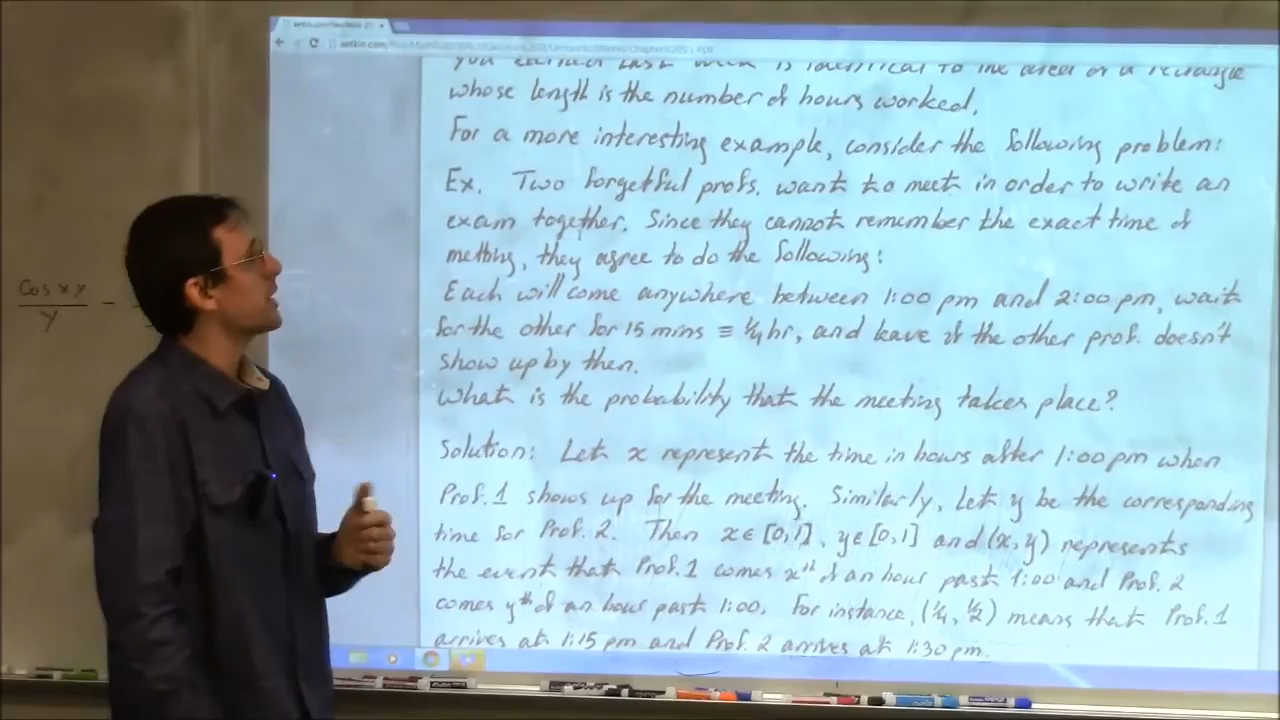 whose length is the number of hours worked.
For a more interesting example, consider the following problem:
Ex. Two forgetful profs. want to meet in order to write an
exam together. Since they cannot remember the exact time of
metting, they agree to do the following:
Each will come anywhere between 1:00 pm and 2:00 pm, wait
for the other for 15 mins ≡ 1/4 hr, and leave if the other prof. doesn't
show up by then.
What is the probability that the meeting takes place?
Solution: Let x represent the time in hours after 1:00 pm when
Prof. 1 shows up for the meeting. Similarly, let y be the corresponding
time for Prof. 2. Then x ∈ [0,1], y ∈ [0,1] and (x,y) represents
the event that Prof. 1 comes xth of an hour past 1:00 and Prof. 2
comes yth of an hour past 1:00. For instance, (1/4, 1/2) means that Prof. 1
arrives at 1:15 pm and Prof. 2 arrives at 1:30 pm.
cos xy
y